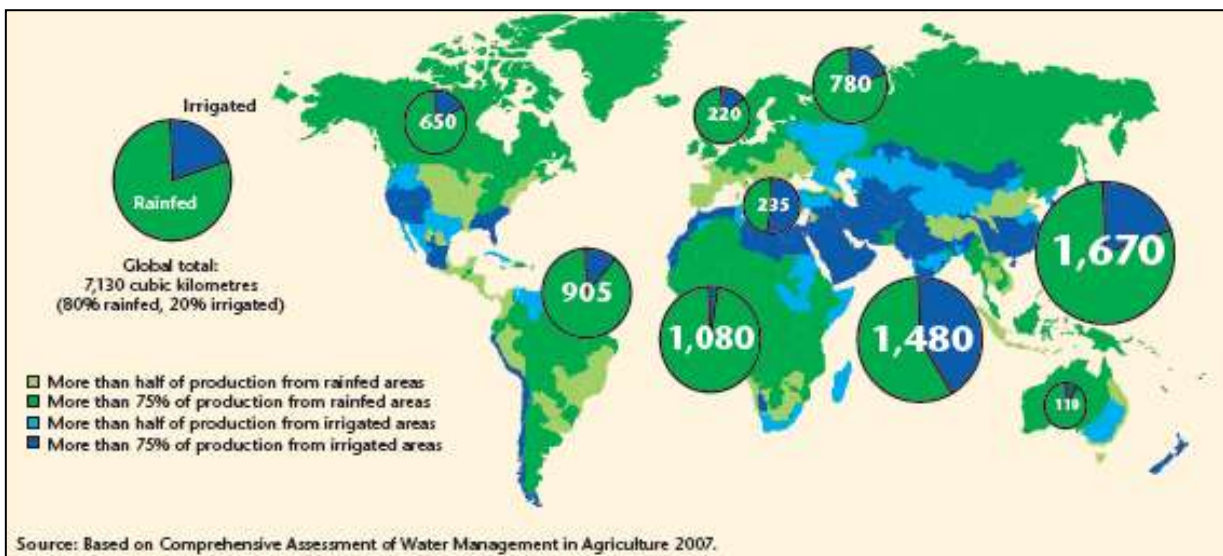 Irrigated
Rainfed
Global total:
7,130 cubic kilometres
(80% rainfed, 20% irrigated)
650
220
780
235
1,670
905
1,080
1,480
110
More than half of production from rainfed areas
More than 75% of production from rainfed areas
More than half of production from irrigated areas
More than 75% of production from irrigated areas
Source: Based on Comprehensive Assessment of Water Management in Agriculture 2007.